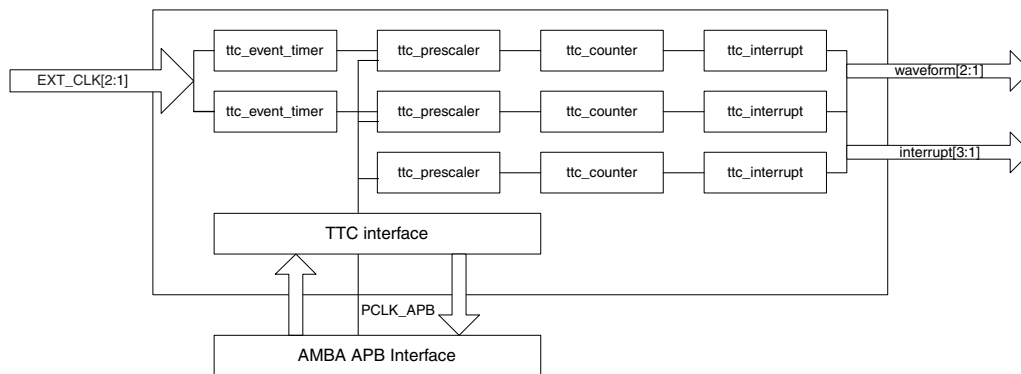 ttc_event_timer
ttc_prescaler
ttc_counter
ttc_interrupt
EXT_CLK[2:1]
waveform[2:1]
ttc_event_timer
ttc_prescaler
ttc_counter
ttc_interrupt
interrupt[3:1]
ttc_prescaler
ttc_counter
ttc_interrupt
TTC interface
PCLK_APB
AMBA APB Interface